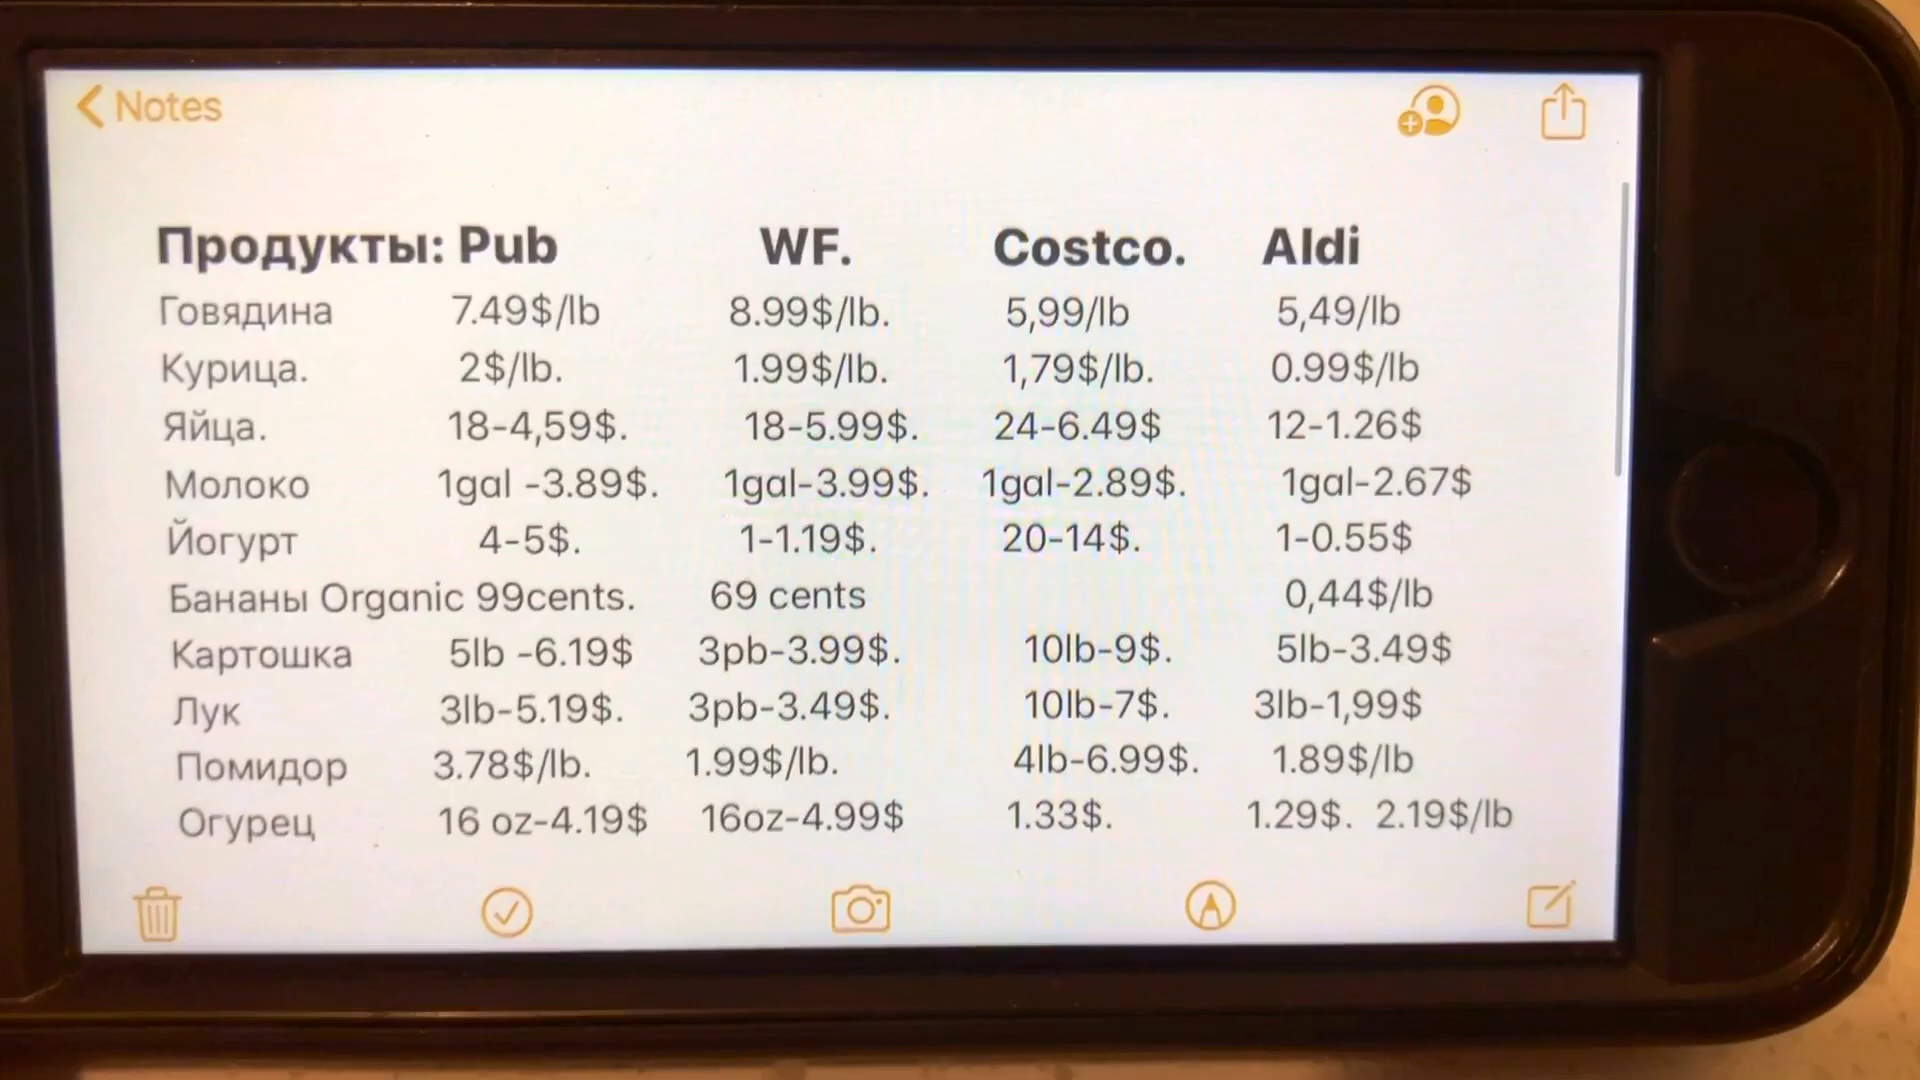 Notes
Продукты: Pub WF. Costco. Aldi
Говядина 7.49$/lb 8.99$/lb. 5,99/lb 5,49/lb
Курица. 2$/lb. 1.99$/lb. 1,79$/lb. 0.99$/lb
Яйца. 18-4,59$. 18-5.99$. 24-6.49$ 12-1.26$
Молоко 1gal -3.89$. 1gal-3.99$. 1gal-2.89$. 1gal-2.67$
Йогурт 4-5$. 1-1.19$. 20-14$. 1-0.55$
Бананы Organic 99cents. 69 cents 0,44$/lb
Картошка 5lb -6.19$ 3pb-3.99$. 10lb-9$. 5lb-3.49$
Лук 3lb-5.19$. 3pb-3.49$. 10lb-7$. 3lb-1,99$
Помидор 3.78$/lb. 1.99$/lb. 4lb-6.99$. 1.89$/lb
Огурец 16 oz-4.19$ 16oz-4.99$ 1.33$. 1.29$. 2.19$/lb